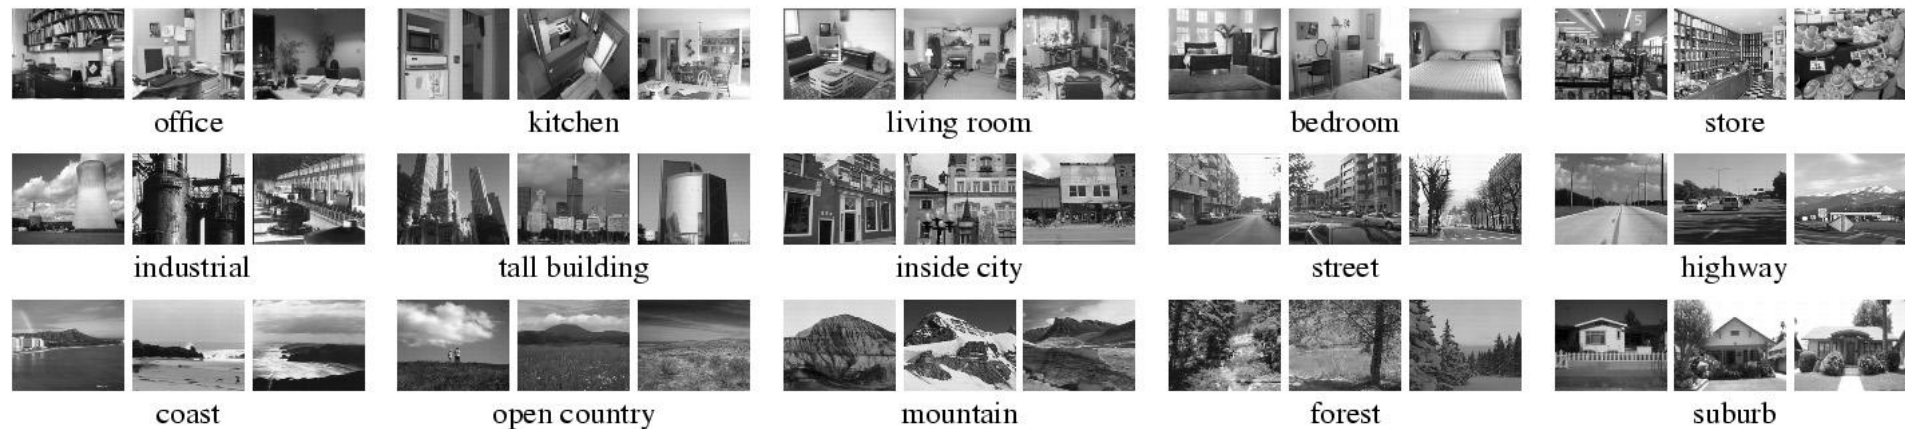 office kitchen living room bedroom store
industrial tall building inside city street highway
coast open country mountain forest suburb